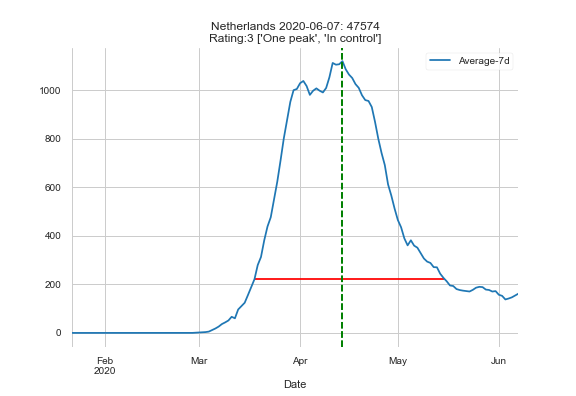 Netherlands 2020-06-07: 47574
Rating:3 ['One peak', 'In control']
Average-7d
1000
800
600
400
200
0
Feb
2020
Mar
Apr
May
Jun
Date